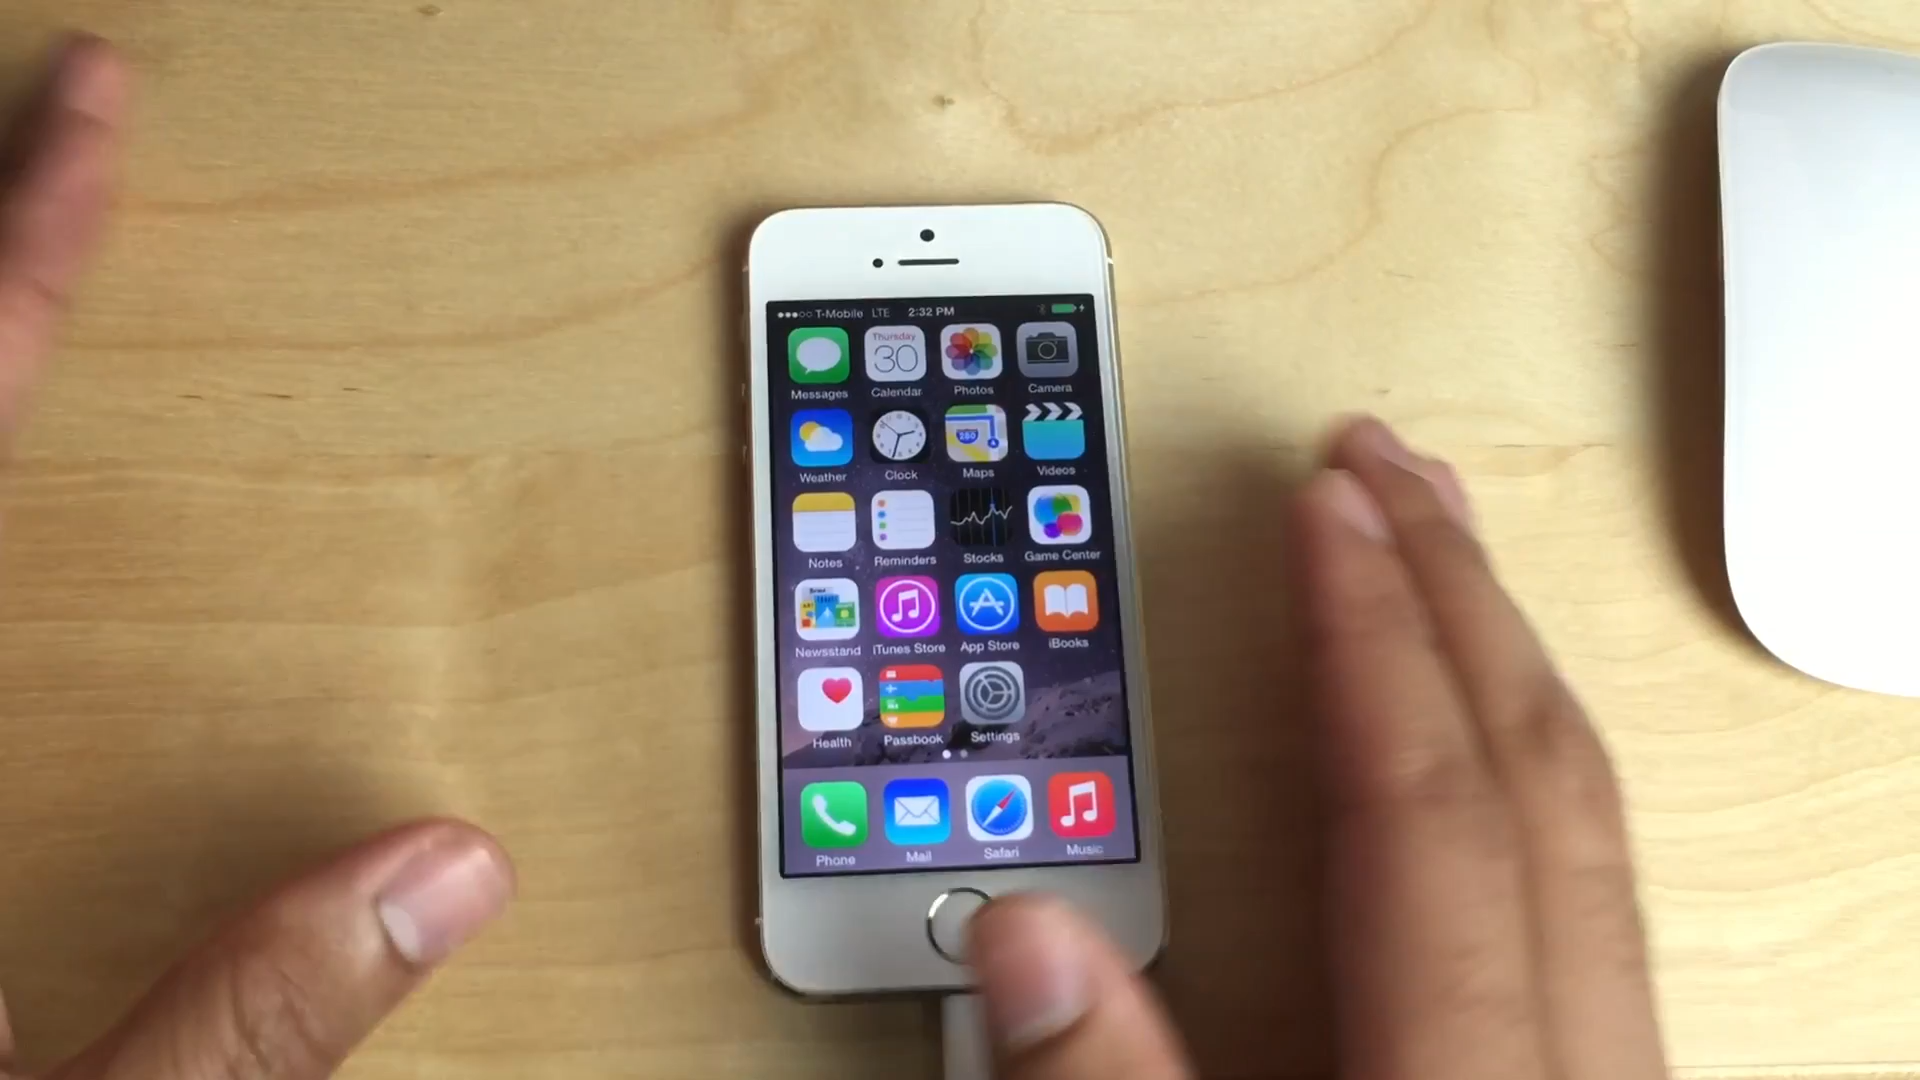 T-Mobile LTE 2:32 PM
Thursday
30
Messages Calendar Photos Camera
280
Weather Clock Maps Videos
Notes Reminders Stocks Game Center
Newsstand iTunes Store App Store iBooks
Health Passbook Settings
Phone Mail Safari Music